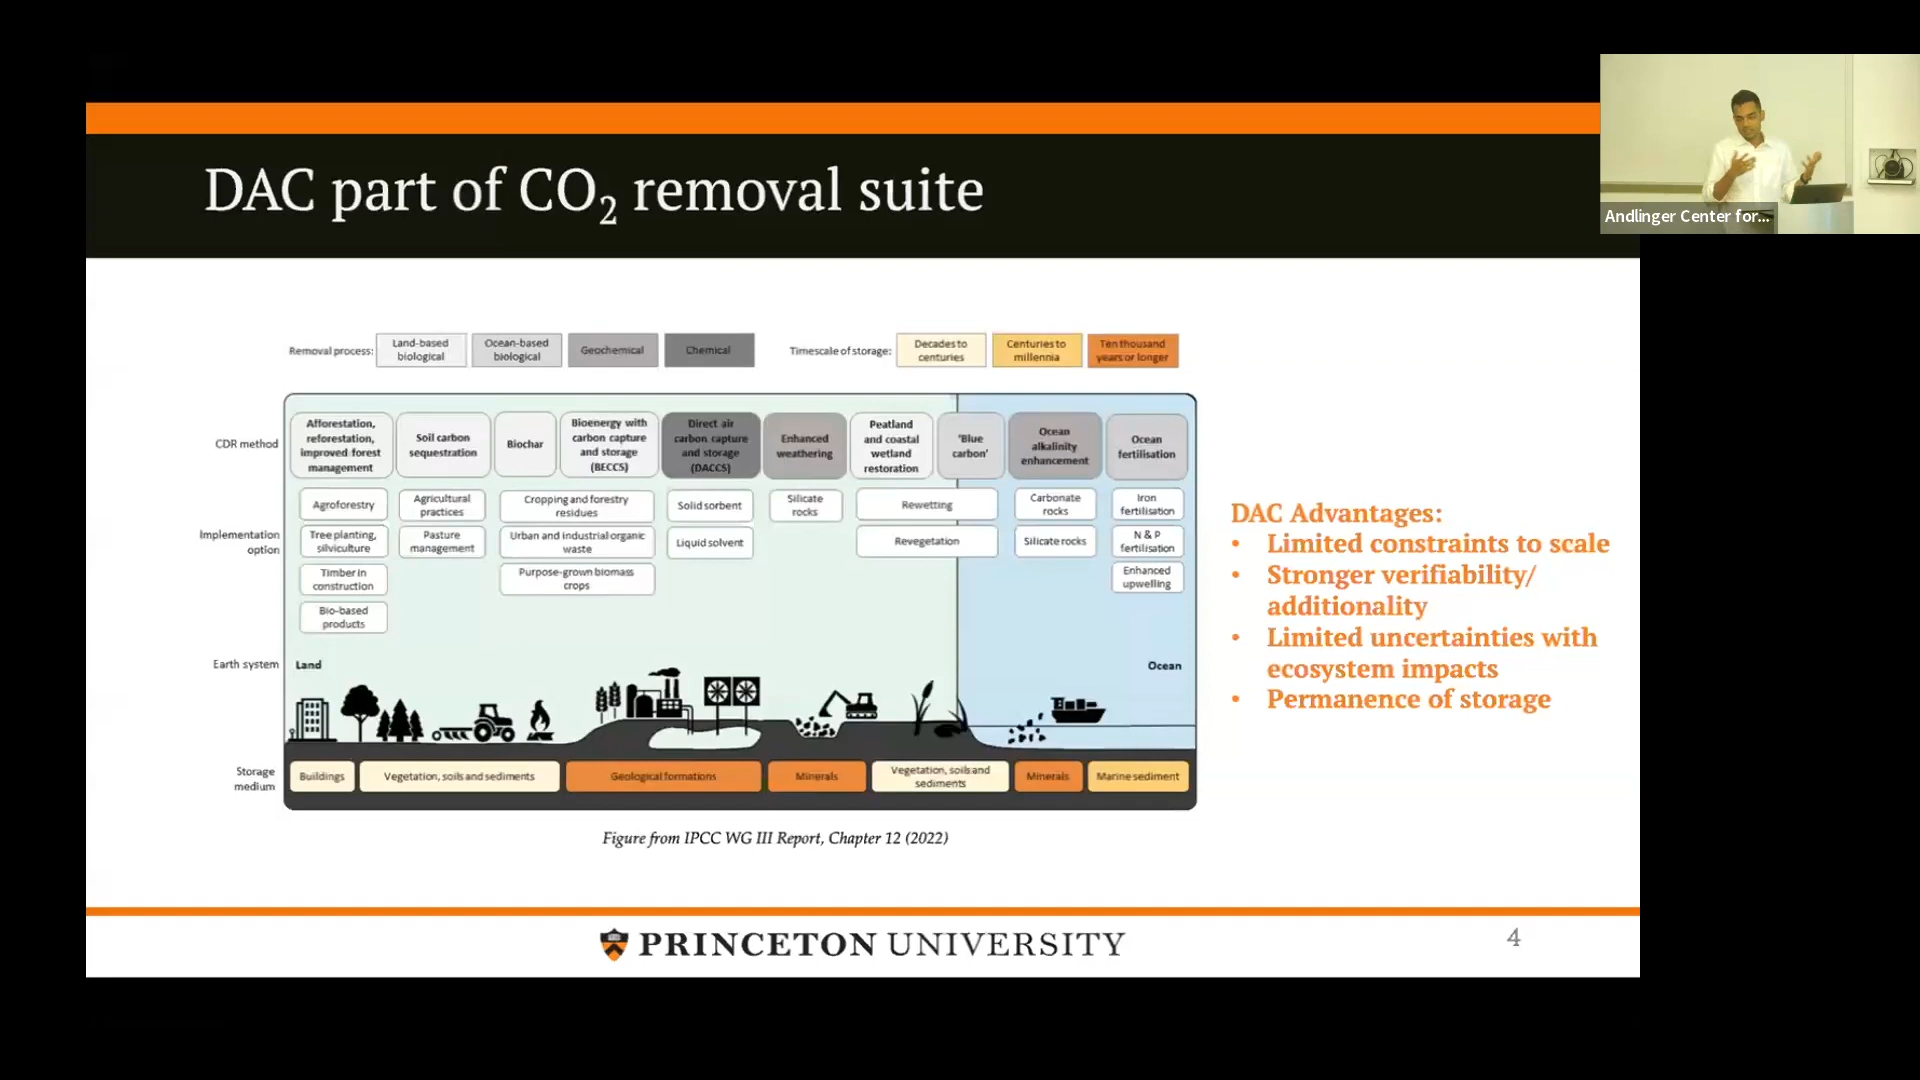 DAC part of CO₂ removal suite
Andlinger Center for...
Removal process:
Land-based
biological
Ocean-based
biological
Geochemical
Chemical
Timescale of storage:
Decades to
centuries
Centuries to
millennia
Ten thousand
years or longer
CDR method
Afforestation,
reforestation,
improved forest
management
Soil carbon
sequestration
Biochar
Bioenergy with
carbon capture
and storage
(BECCS)
Direct air
carbon capture
and storage
(DACCS)
Enhanced
weathering
Peatland
and coastal
wetland
restoration
'Blue
carbon'
Ocean
alkalinity
enhancement
Ocean
fertilisation
Implementation
option
Agroforestry
Tree planting,
silviculture
Timber in
construction
Bio-based
products
Agricultural
practices
Pasture
management
Cropping and forestry
residues
Urban and industrial organic
waste
Purpose-grown biomass
crops
Solid sorbent
Liquid solvent
Silicate
rocks
Rewetting
Revegetation
Carbonate
rocks
Silicate rocks
Iron
fertilisation
N & P
fertilisation
Enhanced
upwelling
Earth system
Land
Ocean
Storage
medium
Buildings
Vegetation, soils and sediments
Geological formations
Minerals
Vegetation, soils and
sediments
Minerals
Marine sediment
Figure from IPCC WG III Report, Chapter 12 (2022)
DAC Advantages:
• Limited constraints to scale
• Stronger verifiability/
additionality
• Limited uncertainties with
ecosystem impacts
• Permanence of storage
PRINCETON UNIVERSITY
4